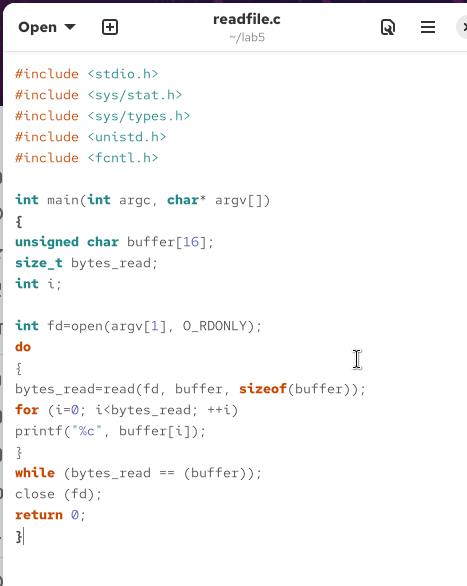 Open
readfile.c
~/lab5
#include <stdio.h>
#include <sys/stat.h>
#include <sys/types.h>
#include <unistd.h>
#include <fcntl.h>
int main(int argc, char* argv[])
{
unsigned char buffer[16];
size_t bytes_read;
int i;
int fd=open(argv[1], O_RDONLY);
do
{
bytes_read=read(fd, buffer, sizeof(buffer));
for (i=0; i<bytes_read; ++i)
printf("%c", buffer[i]);
}
while (bytes_read == (buffer));
close (fd);
return 0;
}